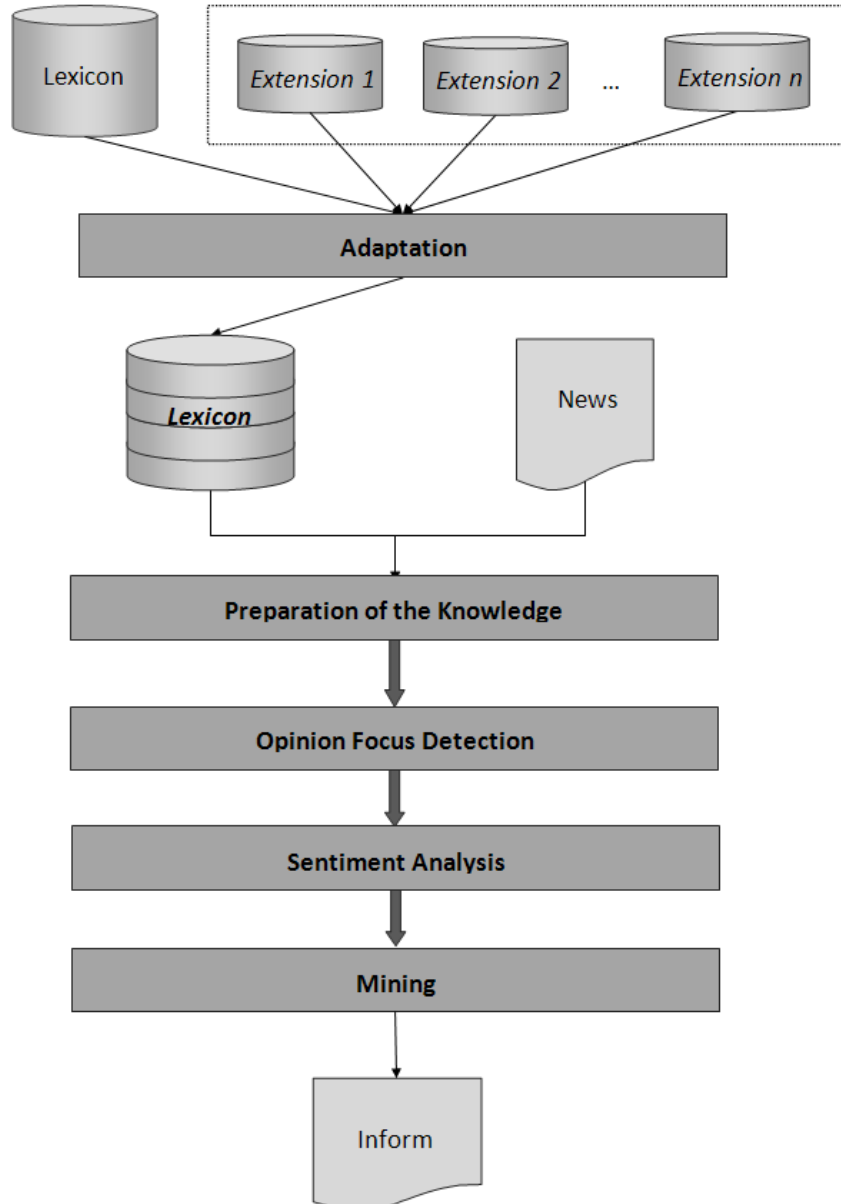 Lexicon
Extension 1
Extension 2
...
Extension n
Adaptation
Lexicon
News
Preparation of the Knowledge
Opinion Focus Detection
Sentiment Analysis
Mining
Inform